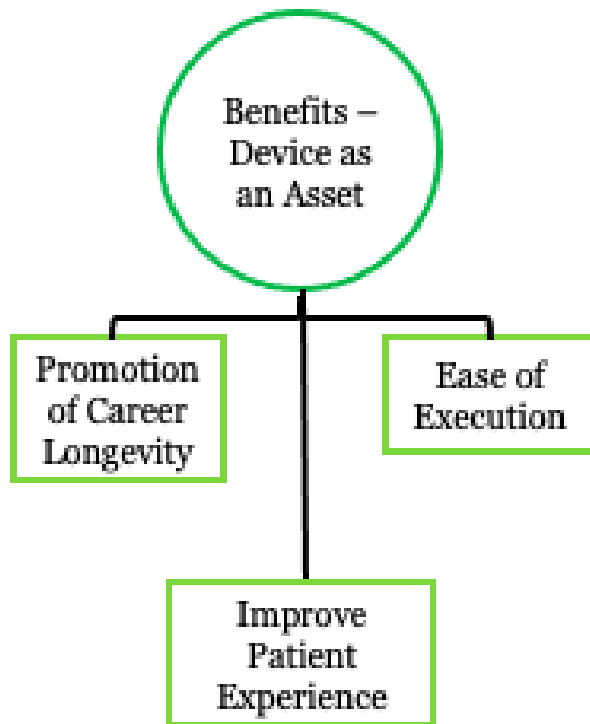 Benefits –
Device as
an Asset
Promotion
of Career
Longevity
Ease of
Execution
Improve
Patient
Experience